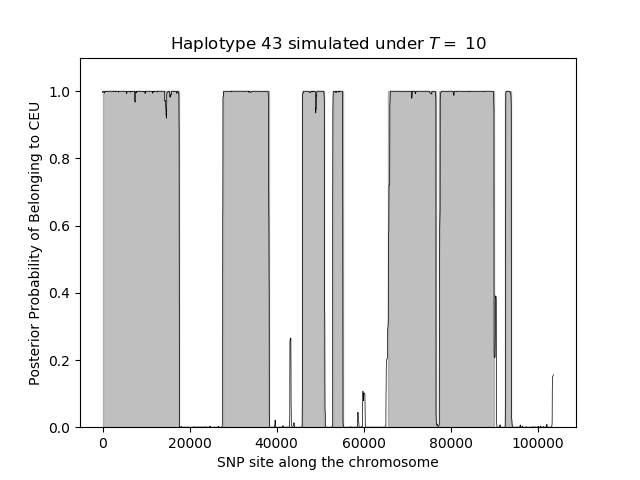 Haplotype 43 simulated under T = 10
Posterior Probability of Belonging to CEU
1.0
0.8
0.6
0.4
0.2
0.0
0 20000 40000 60000 80000 100000
SNP site along the chromosome